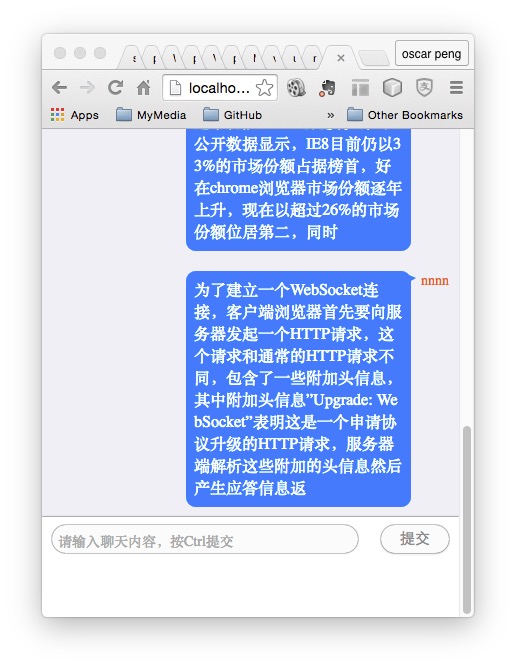 oscar peng
localho...
Apps
MyMedia
GitHub
»
Other Bookmarks
公开数据显示，IE8目前仍以3
3%的市场份额占据榜首，好
在chrome浏览器市场份额逐年
上升，现在以超过26%的市场
份额位居第二，同时
nnnn
为了建立一个WebSocket连
接，客户端浏览器首先要向服
务器发起一个HTTP请求，这
个请求和通常的HTTP请求不
同，包含了一些附加头信息，
其中附加头信息”Upgrade: We
bSocket”表明这是一个申请协
议升级的HTTP请求，服务器
端解析这些附加的头信息然后
产生应答信息返
请输入聊天内容，按Ctrl提交
提交